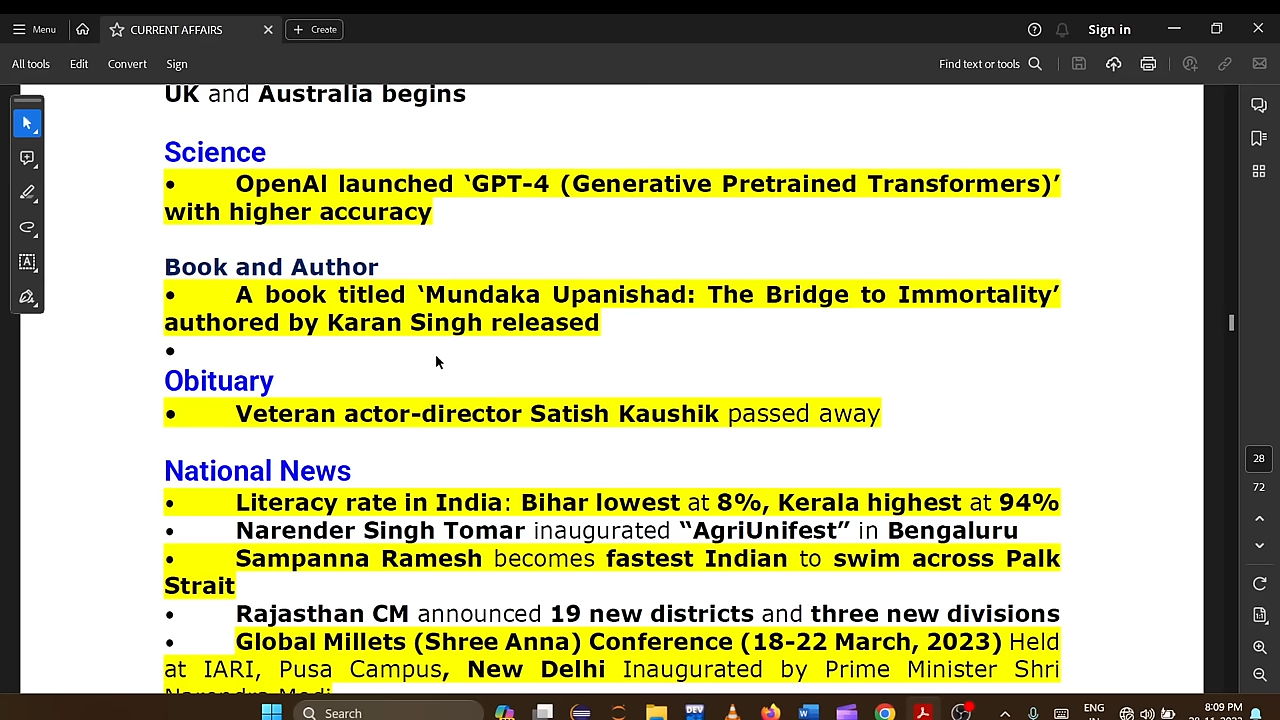 Menu
CURRENT AFFAIRS
Create
Sign in
All tools
Edit
Convert
Sign
Find text or tools
UK and Australia begins
Science
• OpenAI launched ‘GPT-4 (Generative Pretrained Transformers)’
with higher accuracy
Book and Author
• A book titled ‘Mundaka Upanishad: The Bridge to Immortality’
authored by Karan Singh released
•
Obituary
• Veteran actor-director Satish Kaushik passed away
National News
• Literacy rate in India: Bihar lowest at 8%, Kerala highest at 94%
• Narender Singh Tomar inaugurated “AgriUnifest” in Bengaluru
• Sampanna Ramesh becomes fastest Indian to swim across Palk
Strait
• Rajasthan CM announced 19 new districts and three new divisions
• Global Millets (Shree Anna) Conference (18-22 March, 2023) Held
at IARI, Pusa Campus, New Delhi Inaugurated by Prime Minister Shri
Narendra Modi
28
72
Search
DEV
ENG
IN
8:09 PM